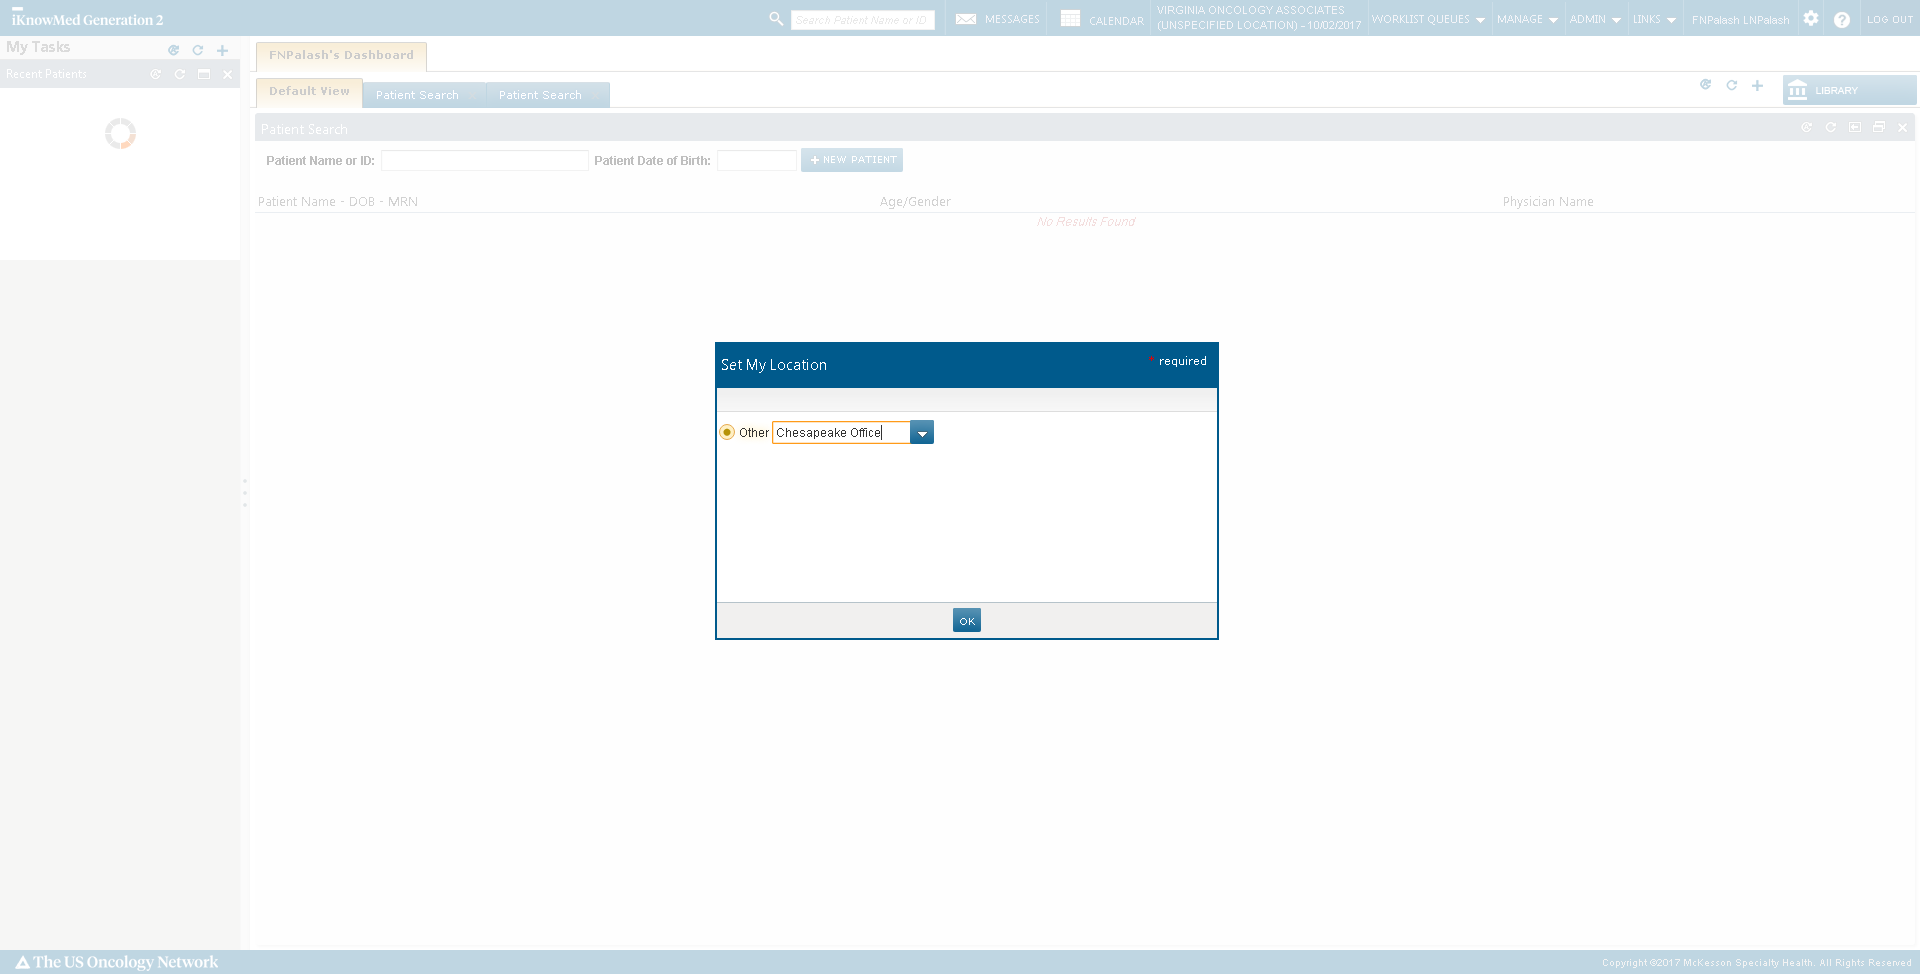 iKnowMed Generation 2
Search Patient Name or ID
MESSAGES
CALENDAR
VIRGINIA ONCOLOGY ASSOCIATES
(UNSPECIFIED LOCATION) - 10/02/2017
WORKLIST QUEUES
MANAGE
ADMIN
LINKS
FNPalash LNPalash
LOG OUT
My Tasks
Recent Patients
FNPalash's Dashboard
Default View
Patient Search
Patient Search
LIBRARY
Patient Search
Patient Name or ID:
Patient Date of Birth:
+ NEW PATIENT
Patient Name - DOB - MRN
Age/Gender
Physician Name
No Results Found
Set My Location
* required
Other
Chesapeake Office
OK
The US Oncology Network
Copyright ©2017 McKesson Specialty Health. All Rights Reserved